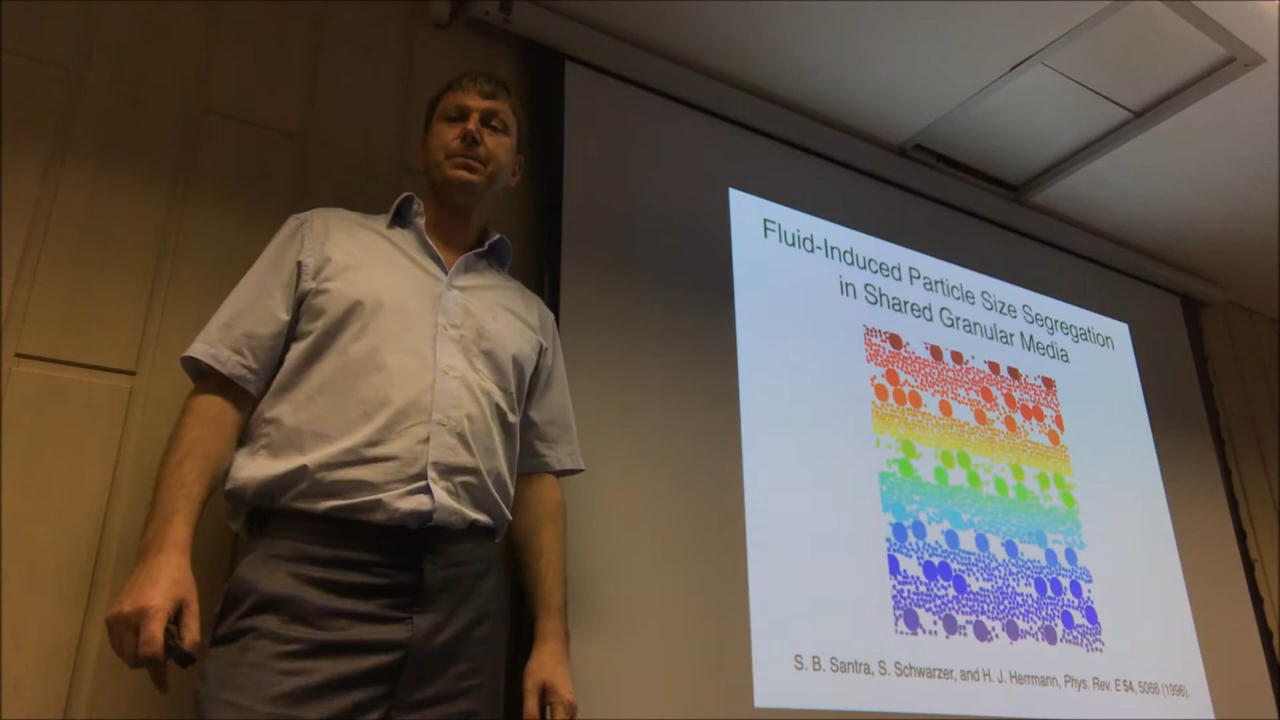 Fluid-Induced Particle Size Segregation
in Shared Granular Media
S. B. Santra, S. Schwarzer, and H. J. Herrmann, Phys. Rev. E 54, 5066 (1996).